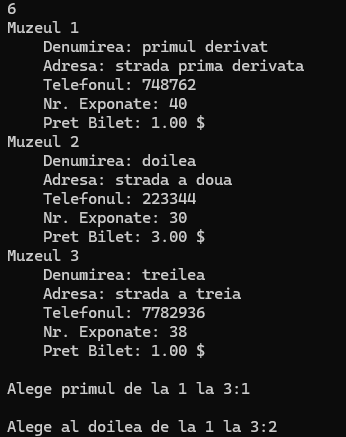 6
Muzeul 1
    Denumirea: primul derivat
    Adresa: strada prima derivata
    Telefonul: 748762
    Nr. Exponate: 40
    Pret Bilet: 1.00 $
Muzeul 2
    Denumirea: doilea
    Adresa: strada a doua
    Telefonul: 223344
    Nr. Exponate: 30
    Pret Bilet: 3.00 $
Muzeul 3
    Denumirea: treilea
    Adresa: strada a treia
    Telefonul: 7782936
    Nr. Exponate: 38
    Pret Bilet: 1.00 $
Alege primul de la 1 la 3:1
Alege al doilea de la 1 la 3:2